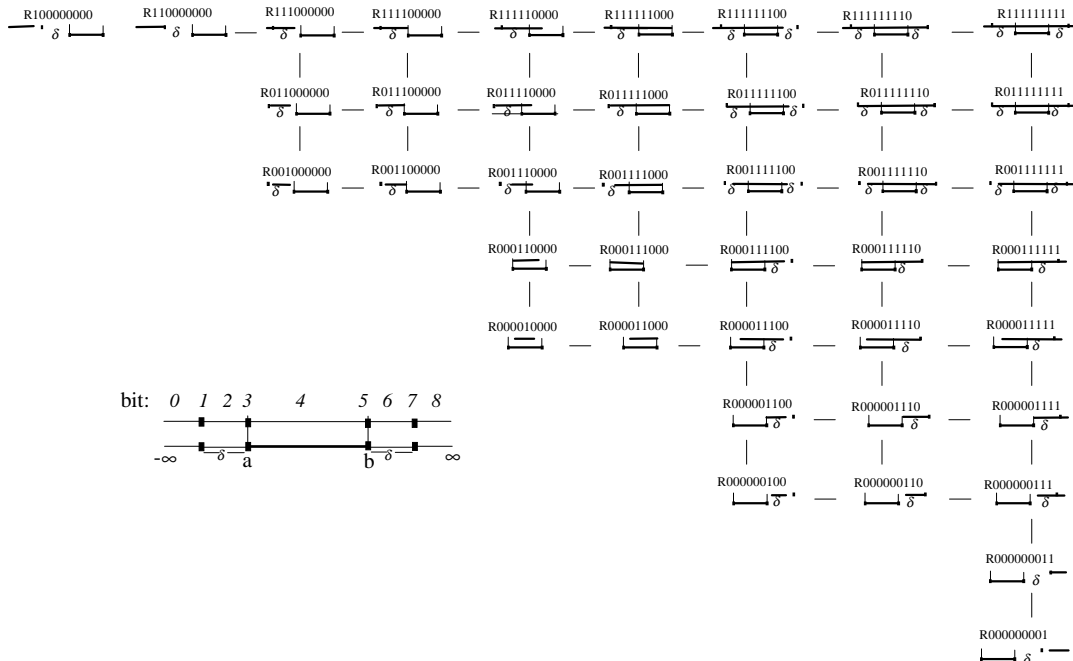 R100000000 R110000000 R111000000 R111100000 R111110000 R111111000 R111111100 R111111110 R111111111
δ δ δ δ δ δ δ δ δ δ δ
R011000000 R011100000 R011110000 R011111000 R011111100 R011111110 R011111111
δ δ δ δ δ δ δ δ δ δ
R001000000 R001100000 R001110000 R001111000 R001111100 R001111110 R001111111
δ δ δ δ δ δ δ δ δ δ
R000110000 R000111000 R000111100 R000111110 R000111111
δ δ δ
R000010000 R000011000 R000011100 R000011110 R000011111
δ δ δ
bit: 0 1 2 3 4 5 6 7 8
R000001100 R000001110 R000001111
δ δ δ
-∞ δ a b δ ∞
R000000100 R000000110 R000000111
δ δ δ
R000000011
δ
R000000001
δ